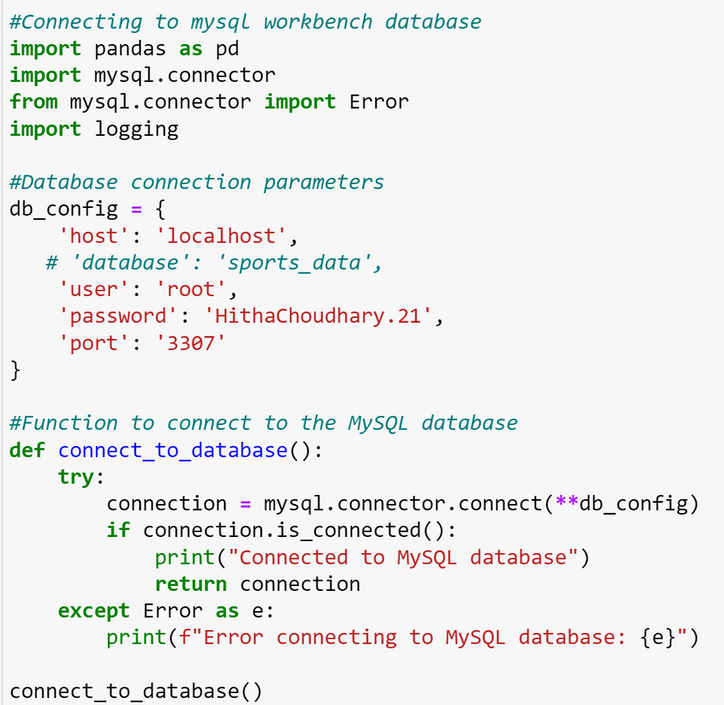 #Connecting to mysql workbench database
import pandas as pd
import mysql.connector
from mysql.connector import Error
import logging

#Database connection parameters
db_config = {
    'host': 'localhost',
   # 'database': 'sports_data',
    'user': 'root',
    'password': 'HithaChoudhary.21',
    'port': '3307'
}

#Function to connect to the MySQL database
def connect_to_database():
    try:
        connection = mysql.connector.connect(**db_config)
        if connection.is_connected():
            print("Connected to MySQL database")
            return connection
    except Error as e:
        print(f"Error connecting to MySQL database: {e}")

connect_to_database()